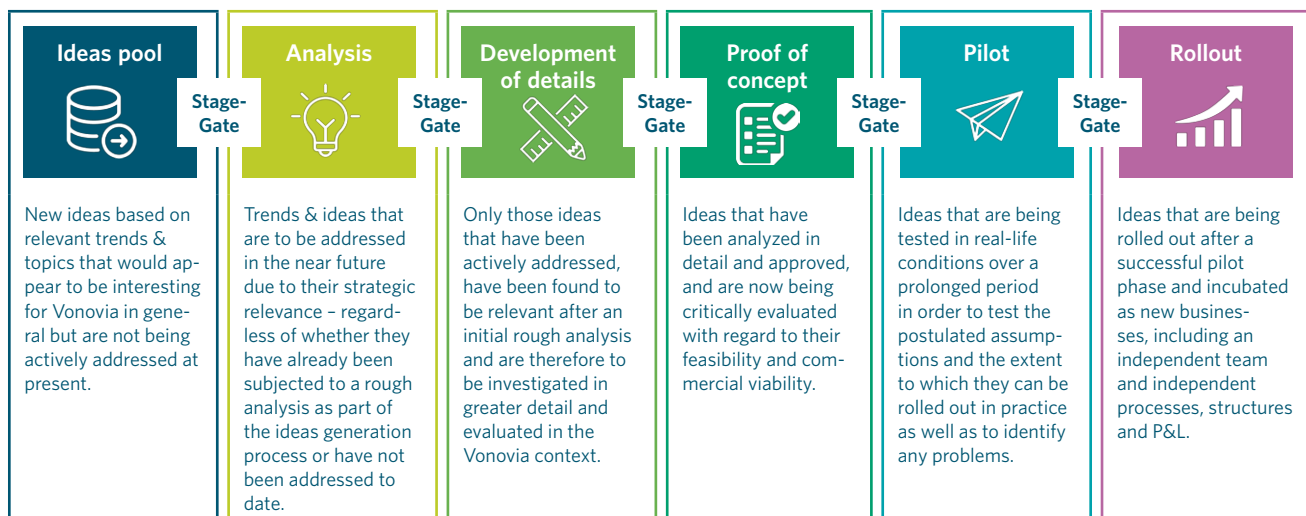 Ideas pool
Stage-
Gate
Analysis
Stage-
Gate
Development
of details
Stage-
Gate
Proof of
concept
Stage-
Gate
Pilot
Stage-
Gate
Rollout
New ideas based on
relevant trends &
topics that would ap-
pear to be interesting
for Vonovia in gene-
ral but are not being
actively addressed at
present.
Trends & ideas that
are to be addressed
in the near future
due to their strategic
relevance – regard-
less of whether they
have already been
subjected to a rough
analysis as part of
the ideas generation
process or have not
been addressed to
date.
Only those ideas
that have been
actively addressed,
have been found to
be relevant after an
initial rough analysis
and are therefore to
be investigated in
greater detail and
evaluated in the
Vonovia context.
Ideas that have
been analyzed in
detail and approved,
and are now being
critically evaluated
with regard to their
feasibility and com-
mercial viability.
Ideas that are being
tested in real-life
conditions over a
prolonged period
in order to test the
postulated assump-
tions and the extent
to which they can be
rolled out in practice
as well as to identify
any problems.
Ideas that are being
rolled out after a
successful pilot
phase and incubated
as new busines-
ses, including an
independent team
and independent
processes, structures
and P&L.